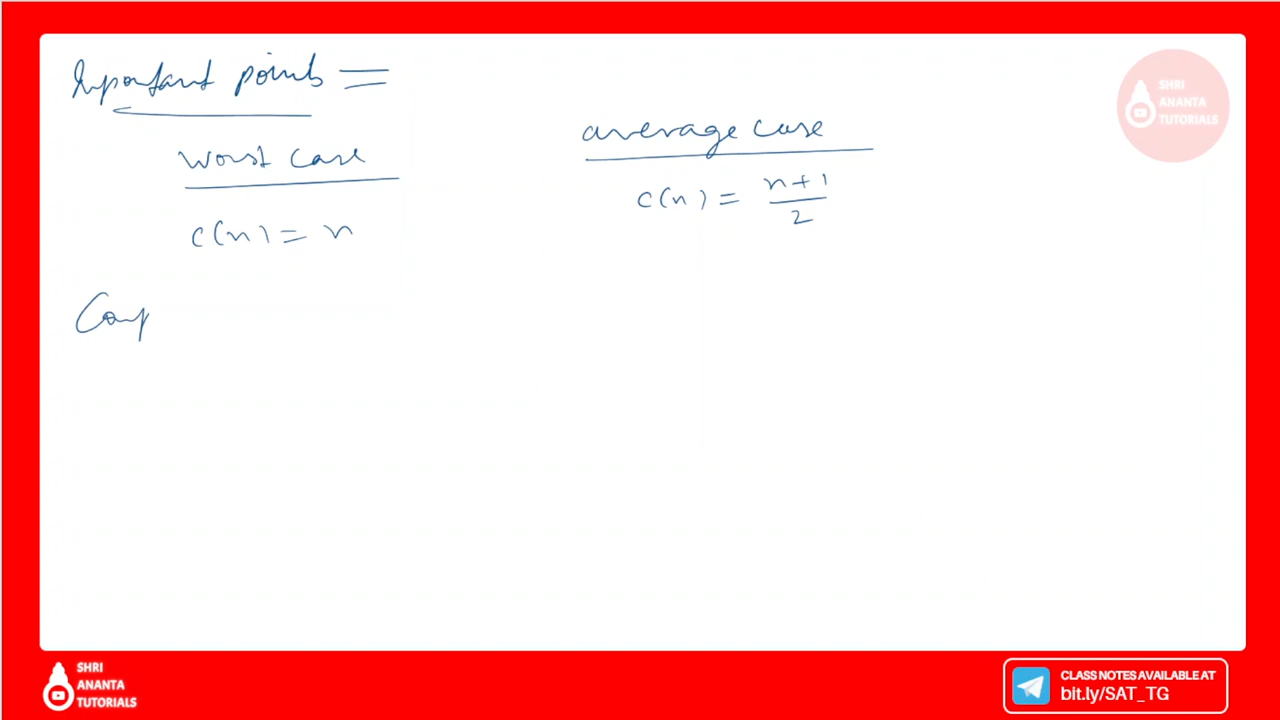 Important points =
worst case
average case
c(n) = n
c(n) = n+1
2
Comp
SHRI
ANANTA
TUTORIALS
SHRI
ANANTA
TUTORIALS
CLASS NOTES AVAILABLE AT
bit.ly/SAT_TG